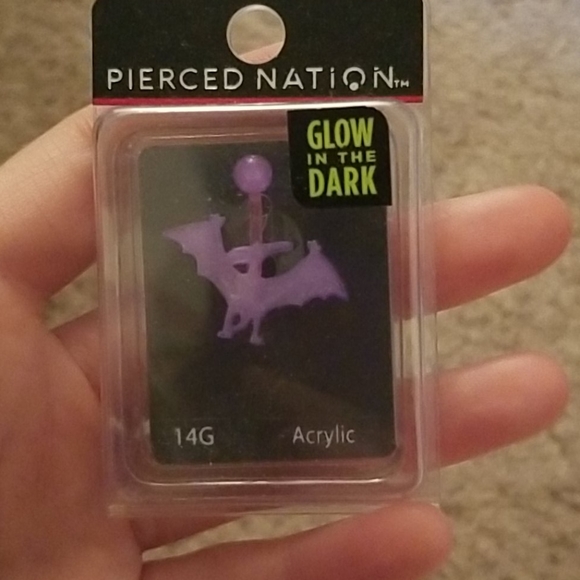 PIERCED NATION™
GLOW
IN THE
DARK
14G Acrylic